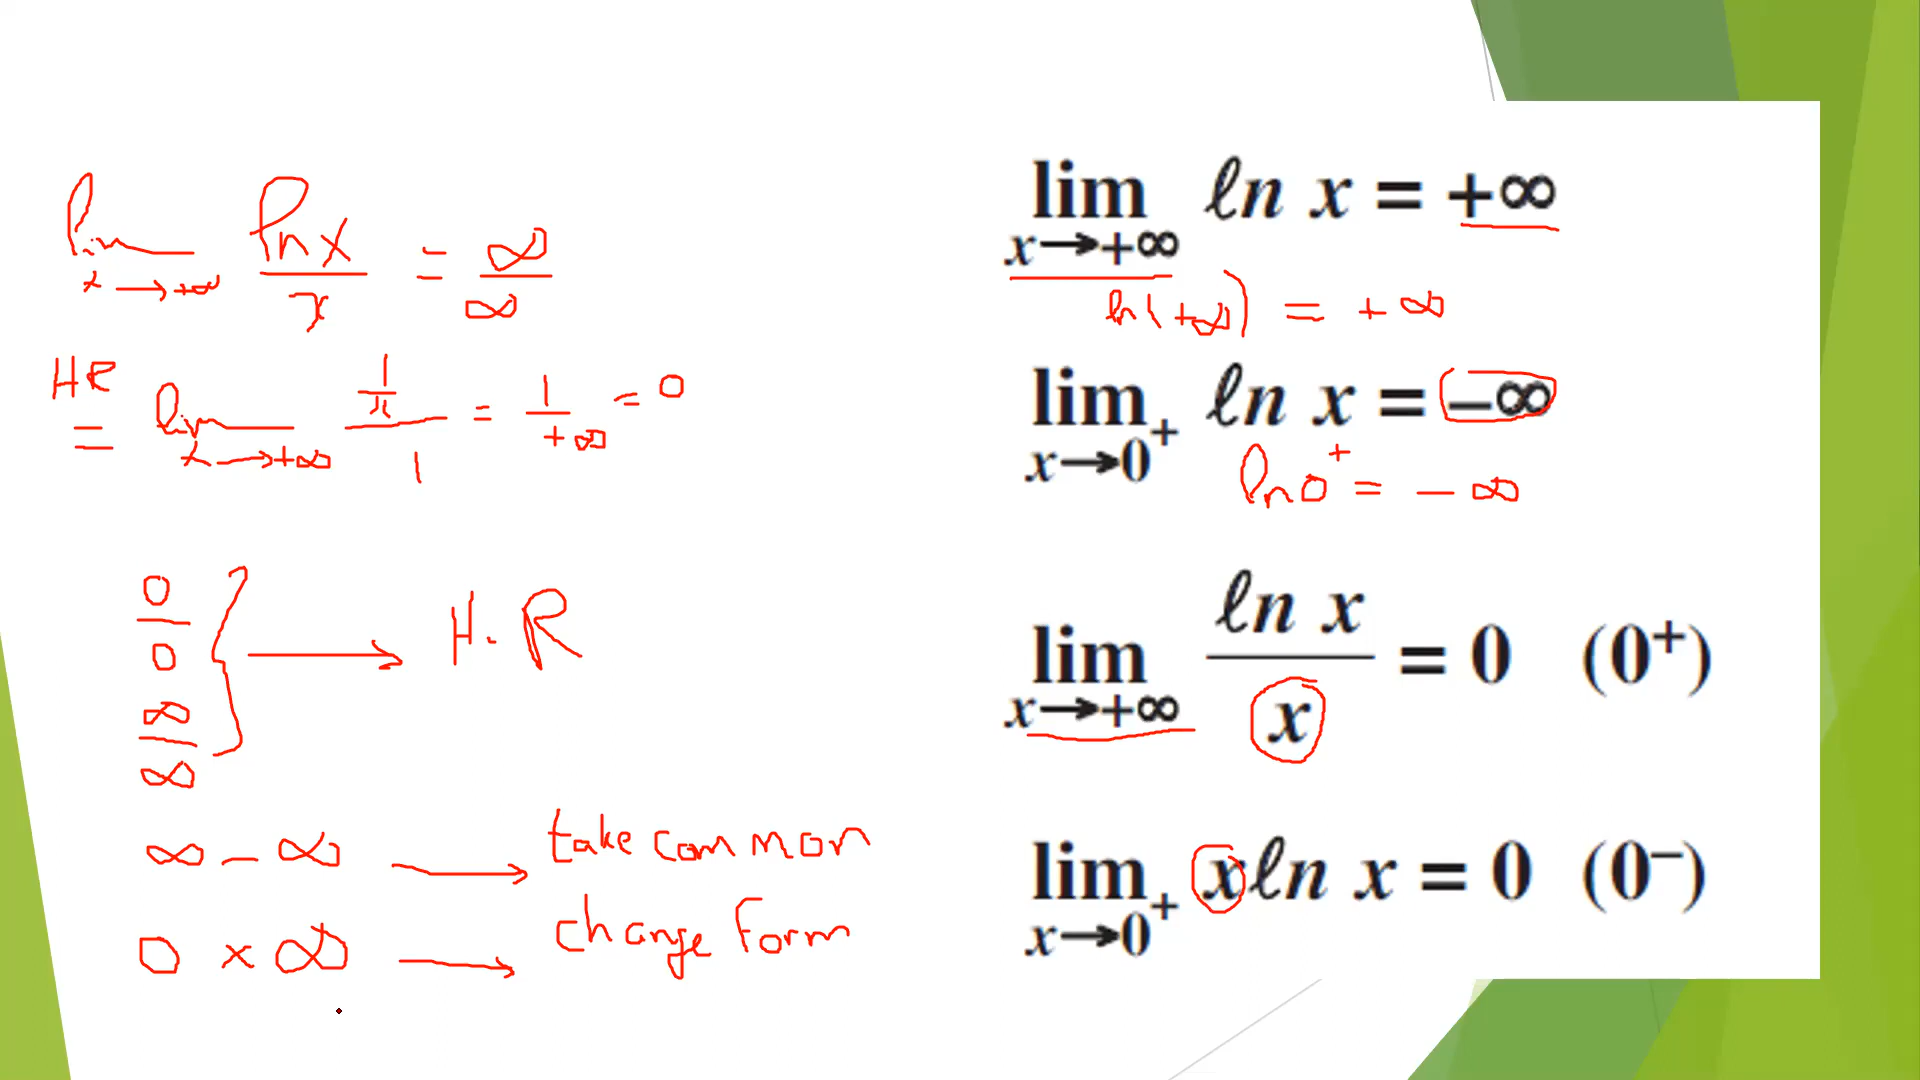 lim x→+∞ ln x / x = ∞ / ∞
HR = lim x→+∞ (1/x) / 1 = 1 / +∞ = 0
0/0
∞/∞ } → H.R
∞ − ∞ → take common
0 × ∞ → change form
lim x→+∞ ℓn x = +∞
ln(+∞) = +∞
lim x→0⁺ ℓn x = −∞
ln 0⁺ = −∞
lim x→+∞ ℓn x / x = 0 (0⁺)
lim x→0⁺ xℓn x = 0 (0⁻)